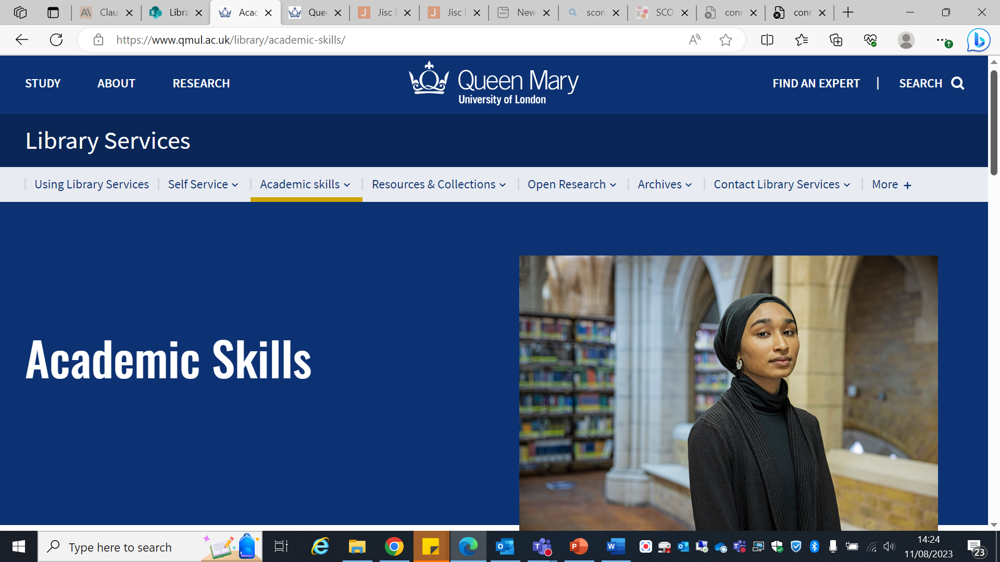 Clau
Libra
Acac
Quee
Jisc L
Jisc L
New
scon
SCO
conr
conr
https://www.qmul.ac.uk/library/academic-skills/
STUDY
ABOUT
RESEARCH
Queen Mary
University of London
FIND AN EXPERT
SEARCH
Library Services
Using Library Services
Self Service
Academic skills
Resources & Collections
Open Research
Archives
Contact Library Services
More +
Academic Skills
Type here to search
14:24
11/08/2023
23